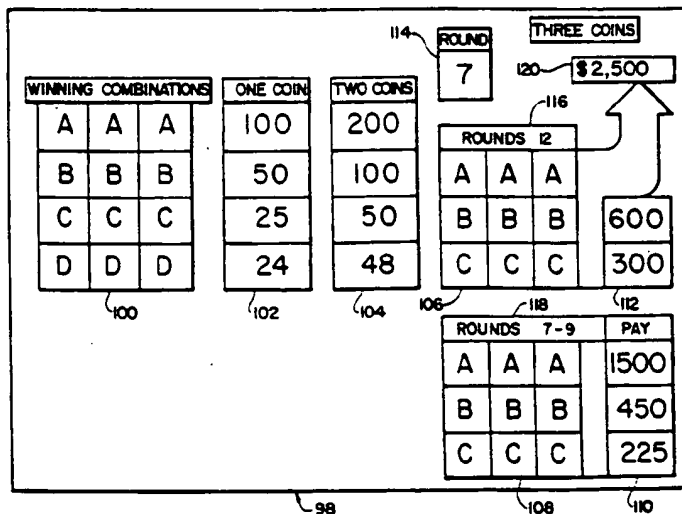 114
ROUND
7
THREE COINS
120
$2,500
WINNING COMBINATIONS
ONE COIN
TWO COINS
A A A 100 200
B B B 50 100
C C C 25 50
D D D 24 48
100
102
104
116
ROUNDS 12
A A A
B B B 600
C C C 300
106
112
118
ROUNDS 7-9 PAY
A A A 1500
B B B 450
C C C 225
108
110
98